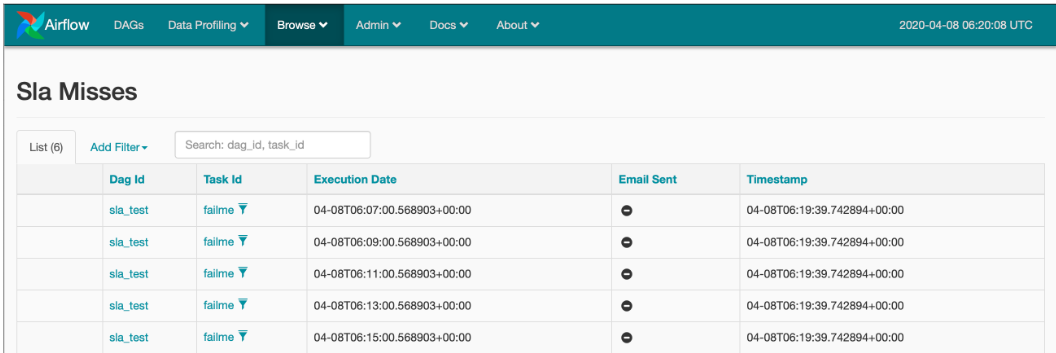 Airflow DAGs Data Profiling Browse Admin Docs About 2020-04-08 06:20:08 UTC
Sla Misses
List (6) Add Filter Search: dag_id, task_id
Dag Id Task Id Execution Date Email Sent Timestamp
sla_test failme 04-08T06:07:00.568903+00:00 04-08T06:19:39.742894+00:00
sla_test failme 04-08T06:09:00.568903+00:00 04-08T06:19:39.742894+00:00
sla_test failme 04-08T06:11:00.568903+00:00 04-08T06:19:39.742894+00:00
sla_test failme 04-08T06:13:00.568903+00:00 04-08T06:19:39.742894+00:00
sla_test failme 04-08T06:15:00.568903+00:00 04-08T06:19:39.742894+00:00